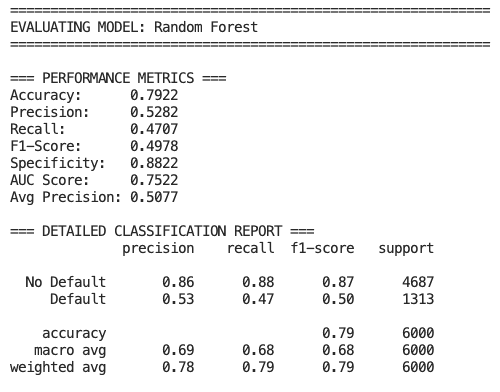 ============================================================
EVALUATING MODEL: Random Forest
============================================================
=== PERFORMANCE METRICS ===
Accuracy:      0.7922
Precision:     0.5282
Recall:        0.4707
F1-Score:      0.4978
Specificity:   0.8822
AUC Score:     0.7522
Avg Precision: 0.5077
=== DETAILED CLASSIFICATION REPORT ===
              precision    recall  f1-score   support
  No Default       0.86      0.88      0.87      4687
     Default       0.53      0.47      0.50      1313
    accuracy                           0.79      6000
   macro avg       0.69      0.68      0.68      6000
weighted avg       0.78      0.79      0.79      6000